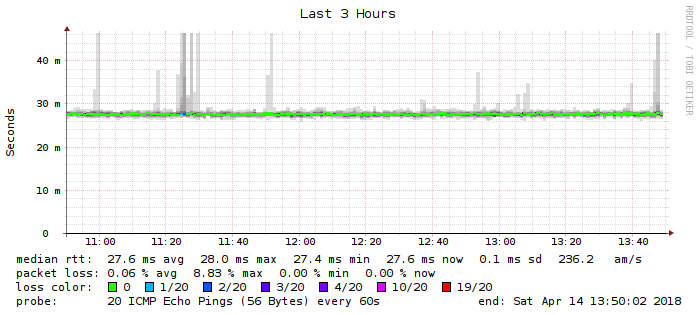 Last 3 Hours
RRDTOOL / TOBI OETIKER
Seconds
40 m
30 m
20 m
10 m
0
11:00 11:20 11:40 12:00 12:20 12:40 13:00 13:20 13:40
median rtt: 27.6 ms avg 28.0 ms max 27.4 ms min 27.6 ms now 0.1 ms sd 236.2 am/s
packet loss: 0.06 % avg 8.83 % max 0.00 % min 0.00 % now
loss color: 0 1/20 2/20 3/20 4/20 10/20 19/20
probe: 20 ICMP Echo Pings (56 Bytes) every 60s end: Sat Apr 14 13:50:02 2018